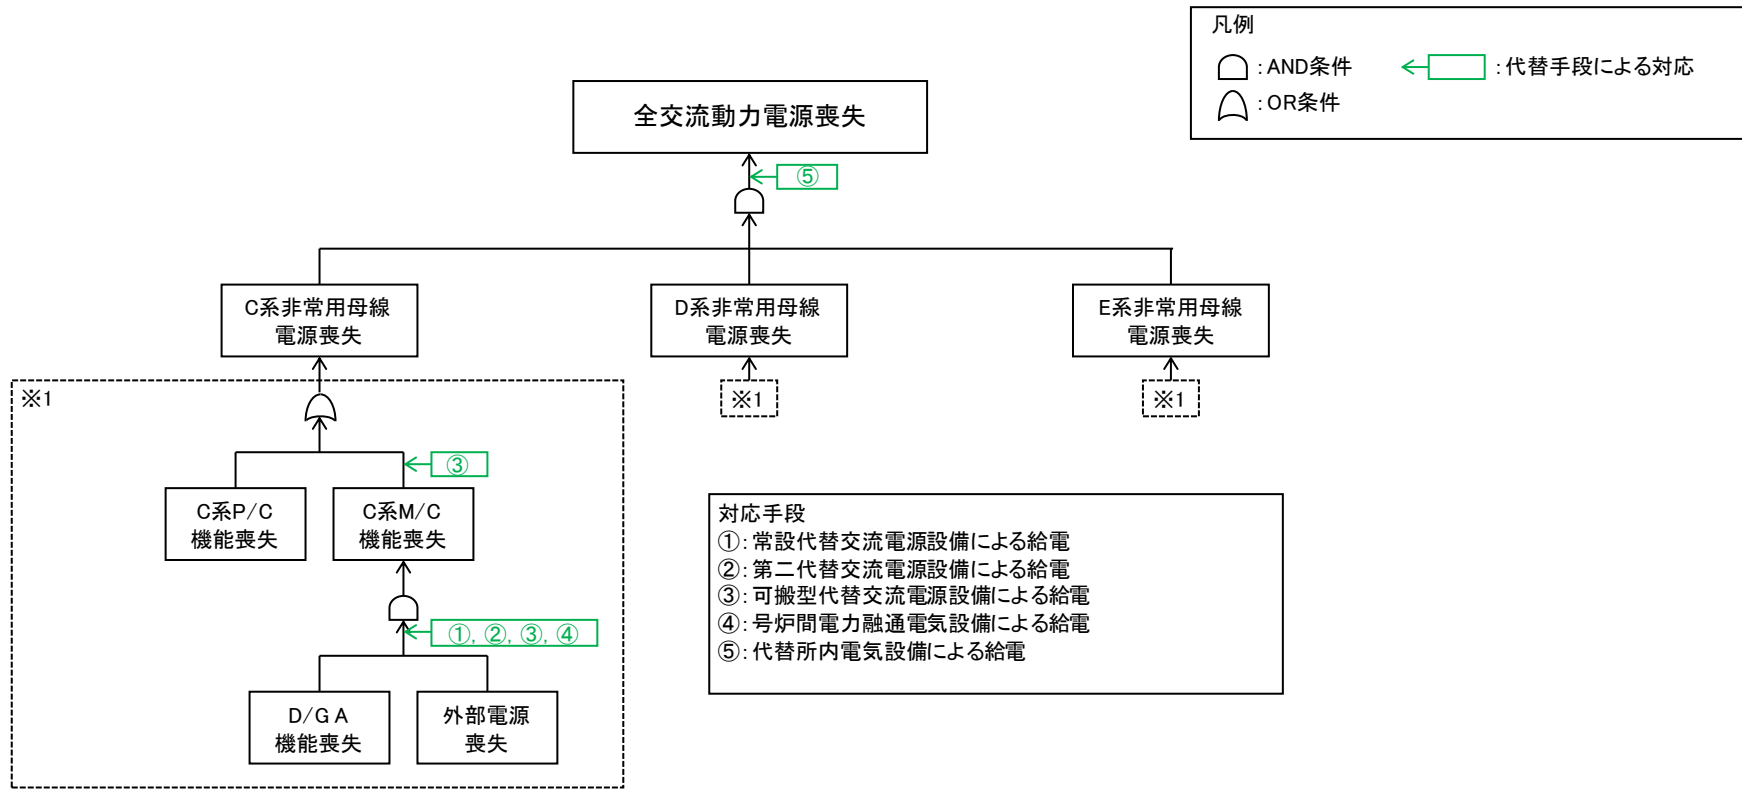 凡例
:AND条件
:代替手段による対応
:OR条件
全交流動力電源喪失
⑤
C系非常用母線
電源喪失
D系非常用母線
電源喪失
E系非常用母線
電源喪失
※1
※1
※1
③
C系P/C
機能喪失
C系M/C
機能喪失
①, ②, ③, ④
D/G A
機能喪失
外部電源
喪失
対応手段
①:常設代替交流電源設備による給電
②:第二代替交流電源設備による給電
③:可搬型代替交流電源設備による給電
④:号炉間電力融通電気設備による給電
⑤:代替所内電気設備による給電